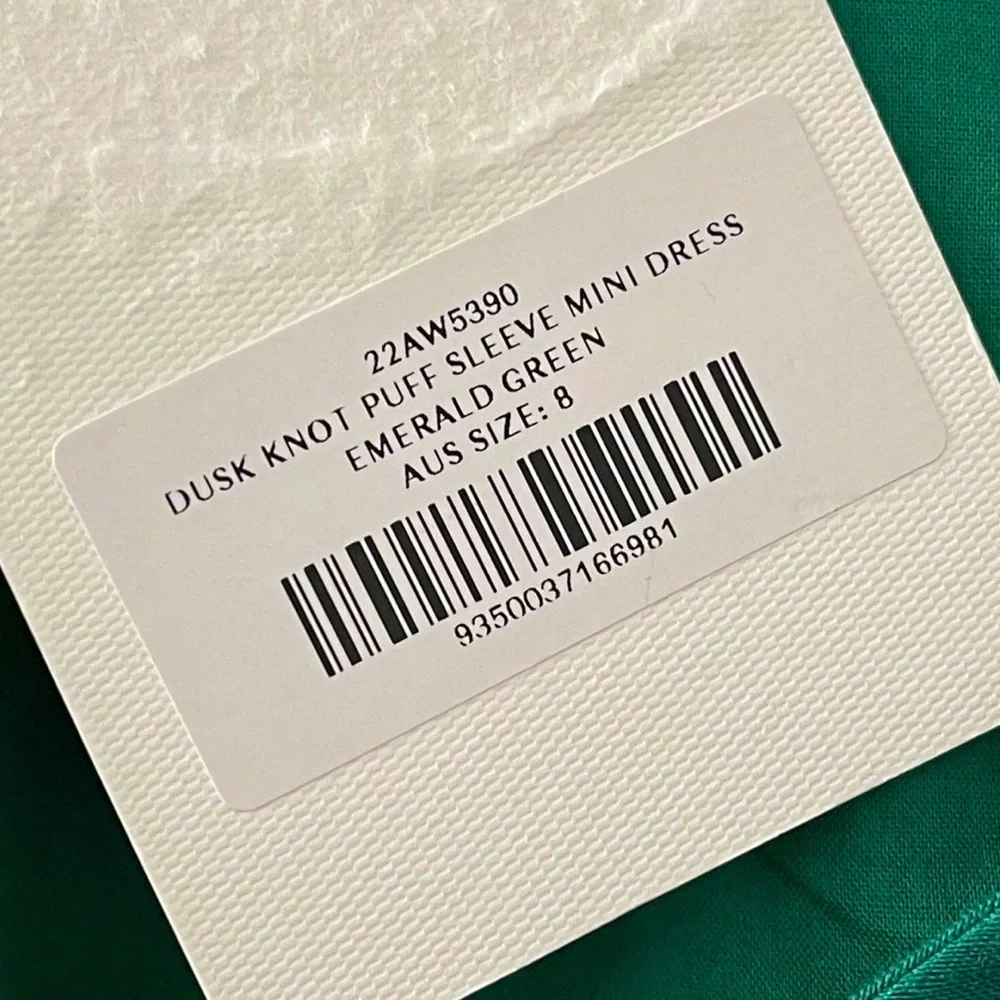 22AW5390
DUSK KNOT PUFF SLEEVE MINI DRESS
EMERALD GREEN
AUS SIZE: 8
9350037166981